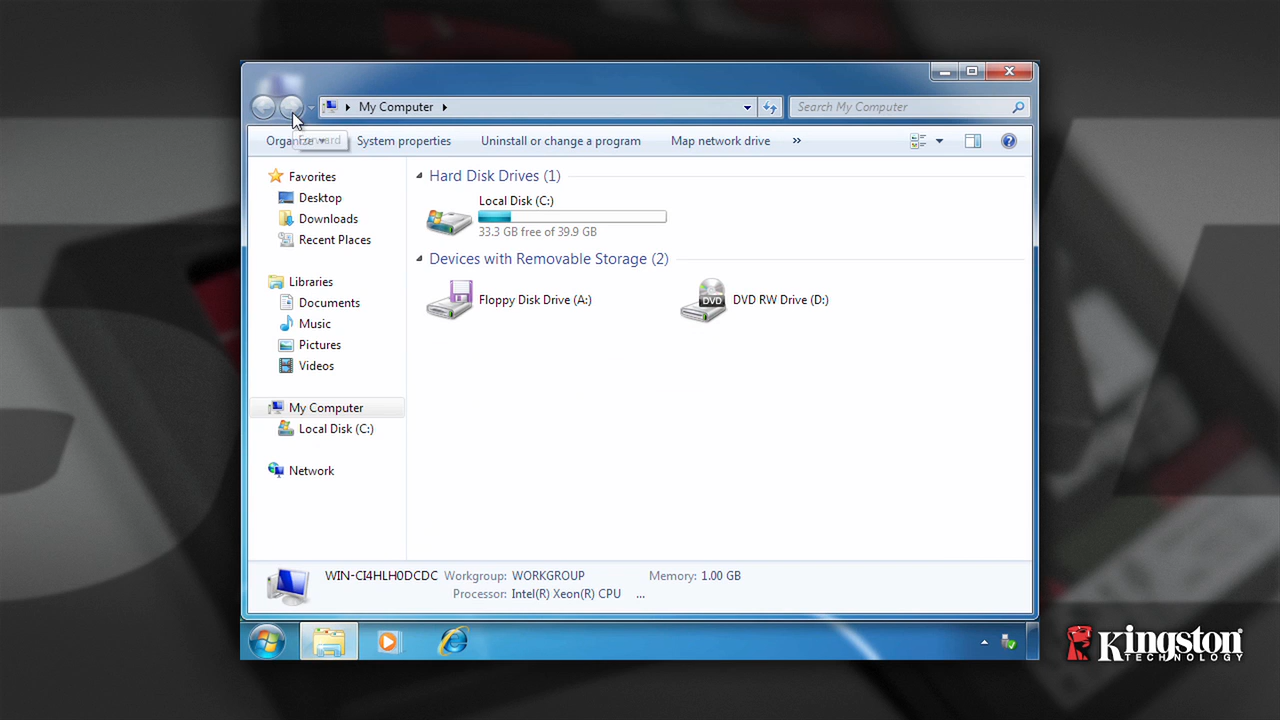 My Computer
Search My Computer
Organize
Forward
System properties
Uninstall or change a program
Map network drive
»
Favorites
Desktop
Downloads
Recent Places
Libraries
Documents
Music
Pictures
Videos
My Computer
Local Disk (C:)
Network
Hard Disk Drives (1)
Local Disk (C:)
33.3 GB free of 39.9 GB
Devices with Removable Storage (2)
Floppy Disk Drive (A:)
DVD
DVD RW Drive (D:)
WIN-CI4HLH0DCDC Workgroup: WORKGROUP Memory: 1.00 GB
Processor: Intel(R) Xeon(R) CPU ...
Kingston
TECHNOLOGY